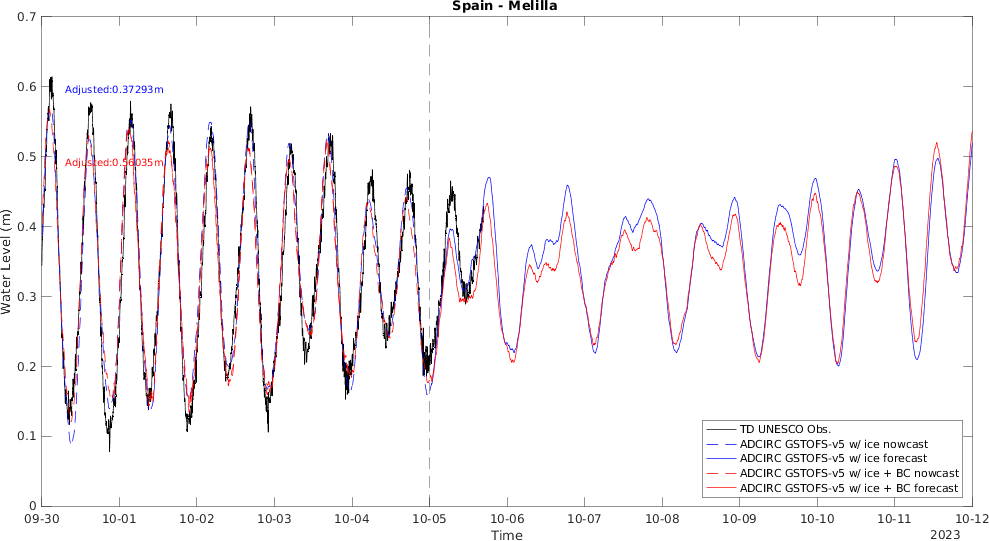 Spain - Melilla
0.7
0.6
0.5
0.4
0.3
0.2
0.1
0
Water Level (m)
Adjusted:0.37293m
Adjusted:0.56035m
TD UNESCO Obs.
ADCIRC GSTOFS-v5 w/ ice nowcast
ADCIRC GSTOFS-v5 w/ ice forecast
ADCIRC GSTOFS-v5 w/ ice + BC nowcast
ADCIRC GSTOFS-v5 w/ ice + BC forecast
09-30 10-01 10-02 10-03 10-04 10-05 10-06 10-07 10-08 10-09 10-10 10-11 10-12
Time
2023